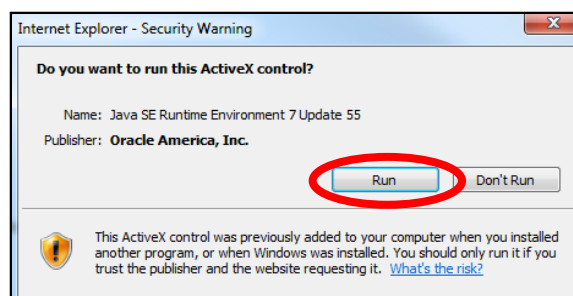 Internet Explorer - Security Warning
Do you want to run this ActiveX control?
Name: Java SE Runtime Environment 7 Update 55
Publisher: Oracle America, Inc.
Run Don't Run
This ActiveX control was previously added to your computer when you installed
another program, or when Windows was installed. You should only run it if you
trust the publisher and the website requesting it. What's the risk?